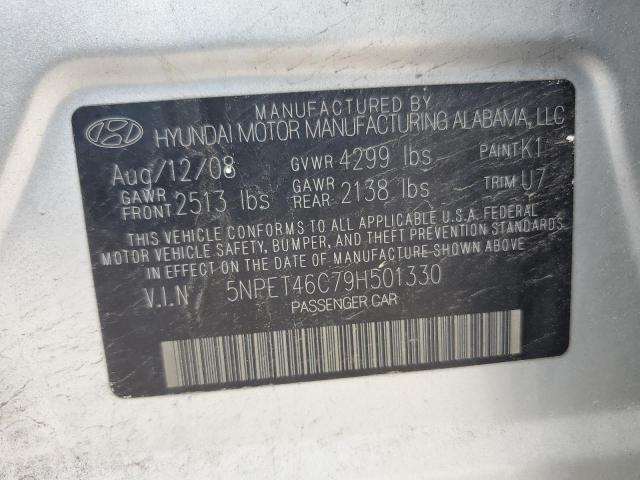 MANUFACTURED BY
HYUNDAI MOTOR MANUFACTURING ALABAMA, LLC
Aug/12/08 GVWR 4299 lbs PAINT K1
GAWR FRONT 2513 lbs GAWR REAR 2138 lbs TRIM U7
THIS VEHICLE CONFORMS TO ALL APPLICABLE U.S.A. FEDERAL
MOTOR VEHICLE SAFETY, BUMPER, AND THEFT PREVENTION STANDARDS
IN EFFECT ON THE DATE OF MANUFACTURE SHOWN ABOVE.
V.I.N 5NPET46C79H501330
PASSENGER CAR